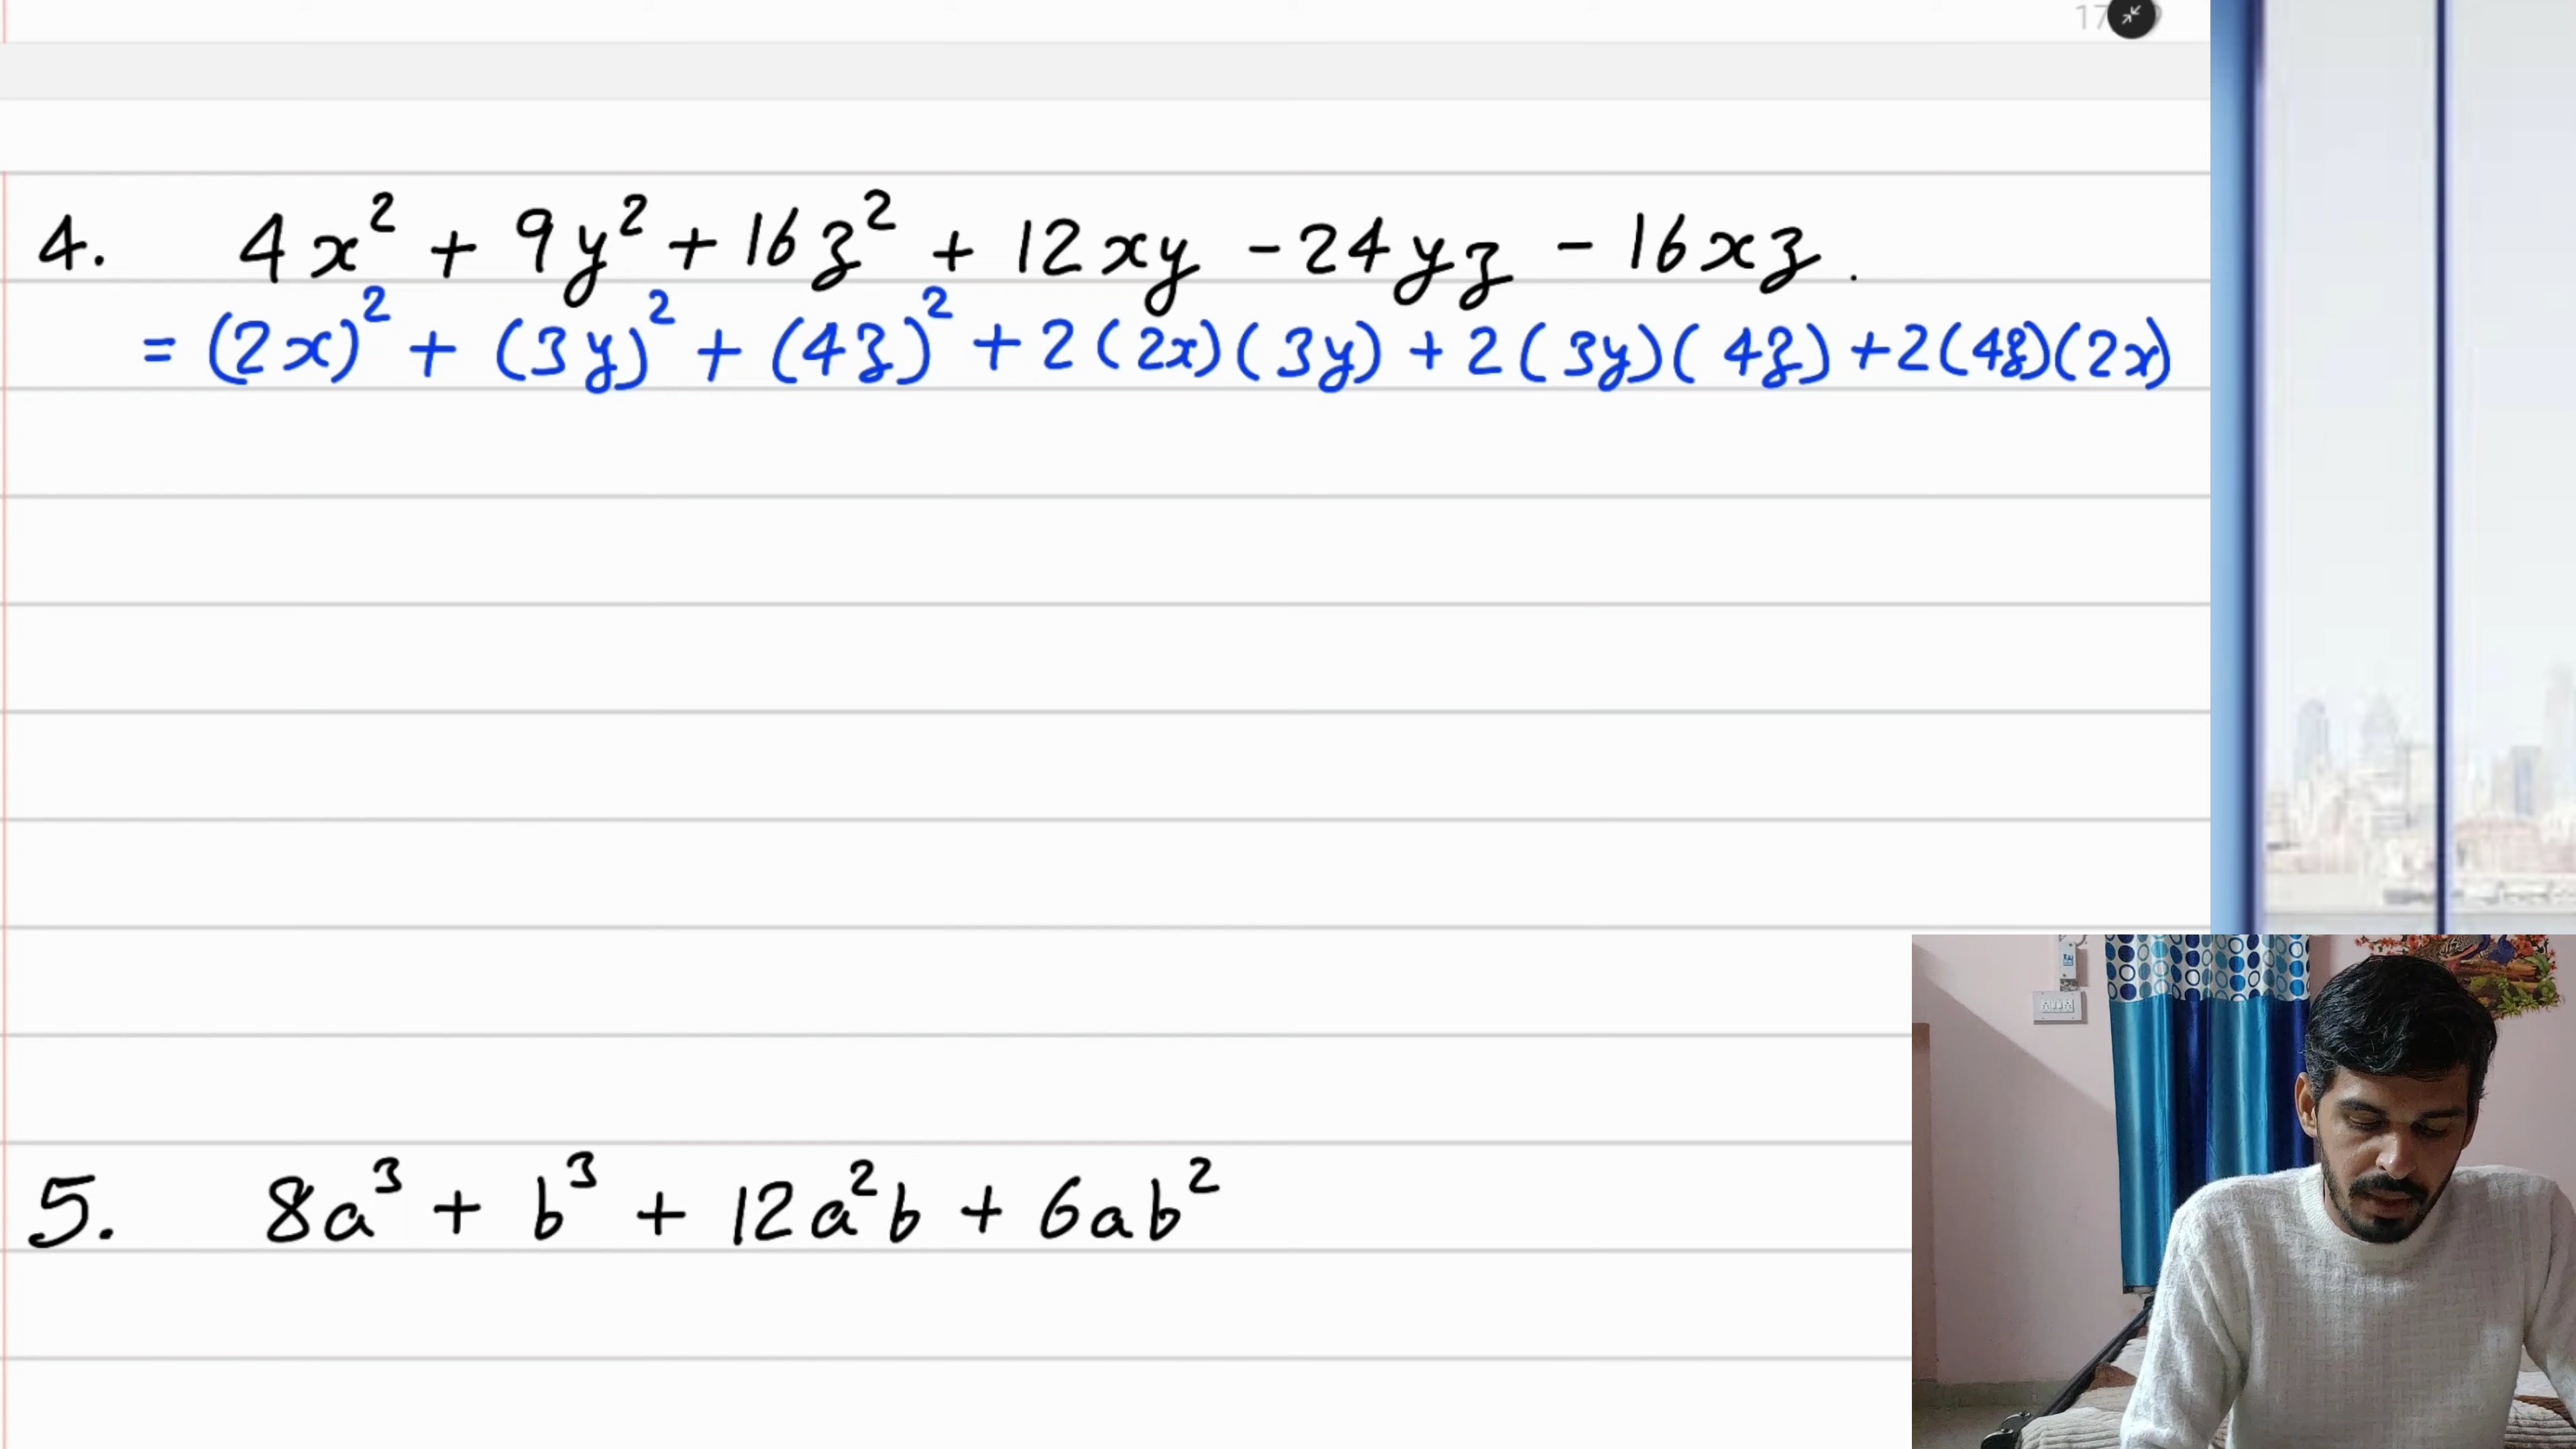 17
4. 4x² + 9y² + 16z² + 12xy - 24yz - 16xz.
= (2x)² + (3y)² + (4z)² + 2(2x)(3y) + 2(3y)(4z) + 2(4z)(2x)
5. 8a³ + b³ + 12a²b + 6ab²